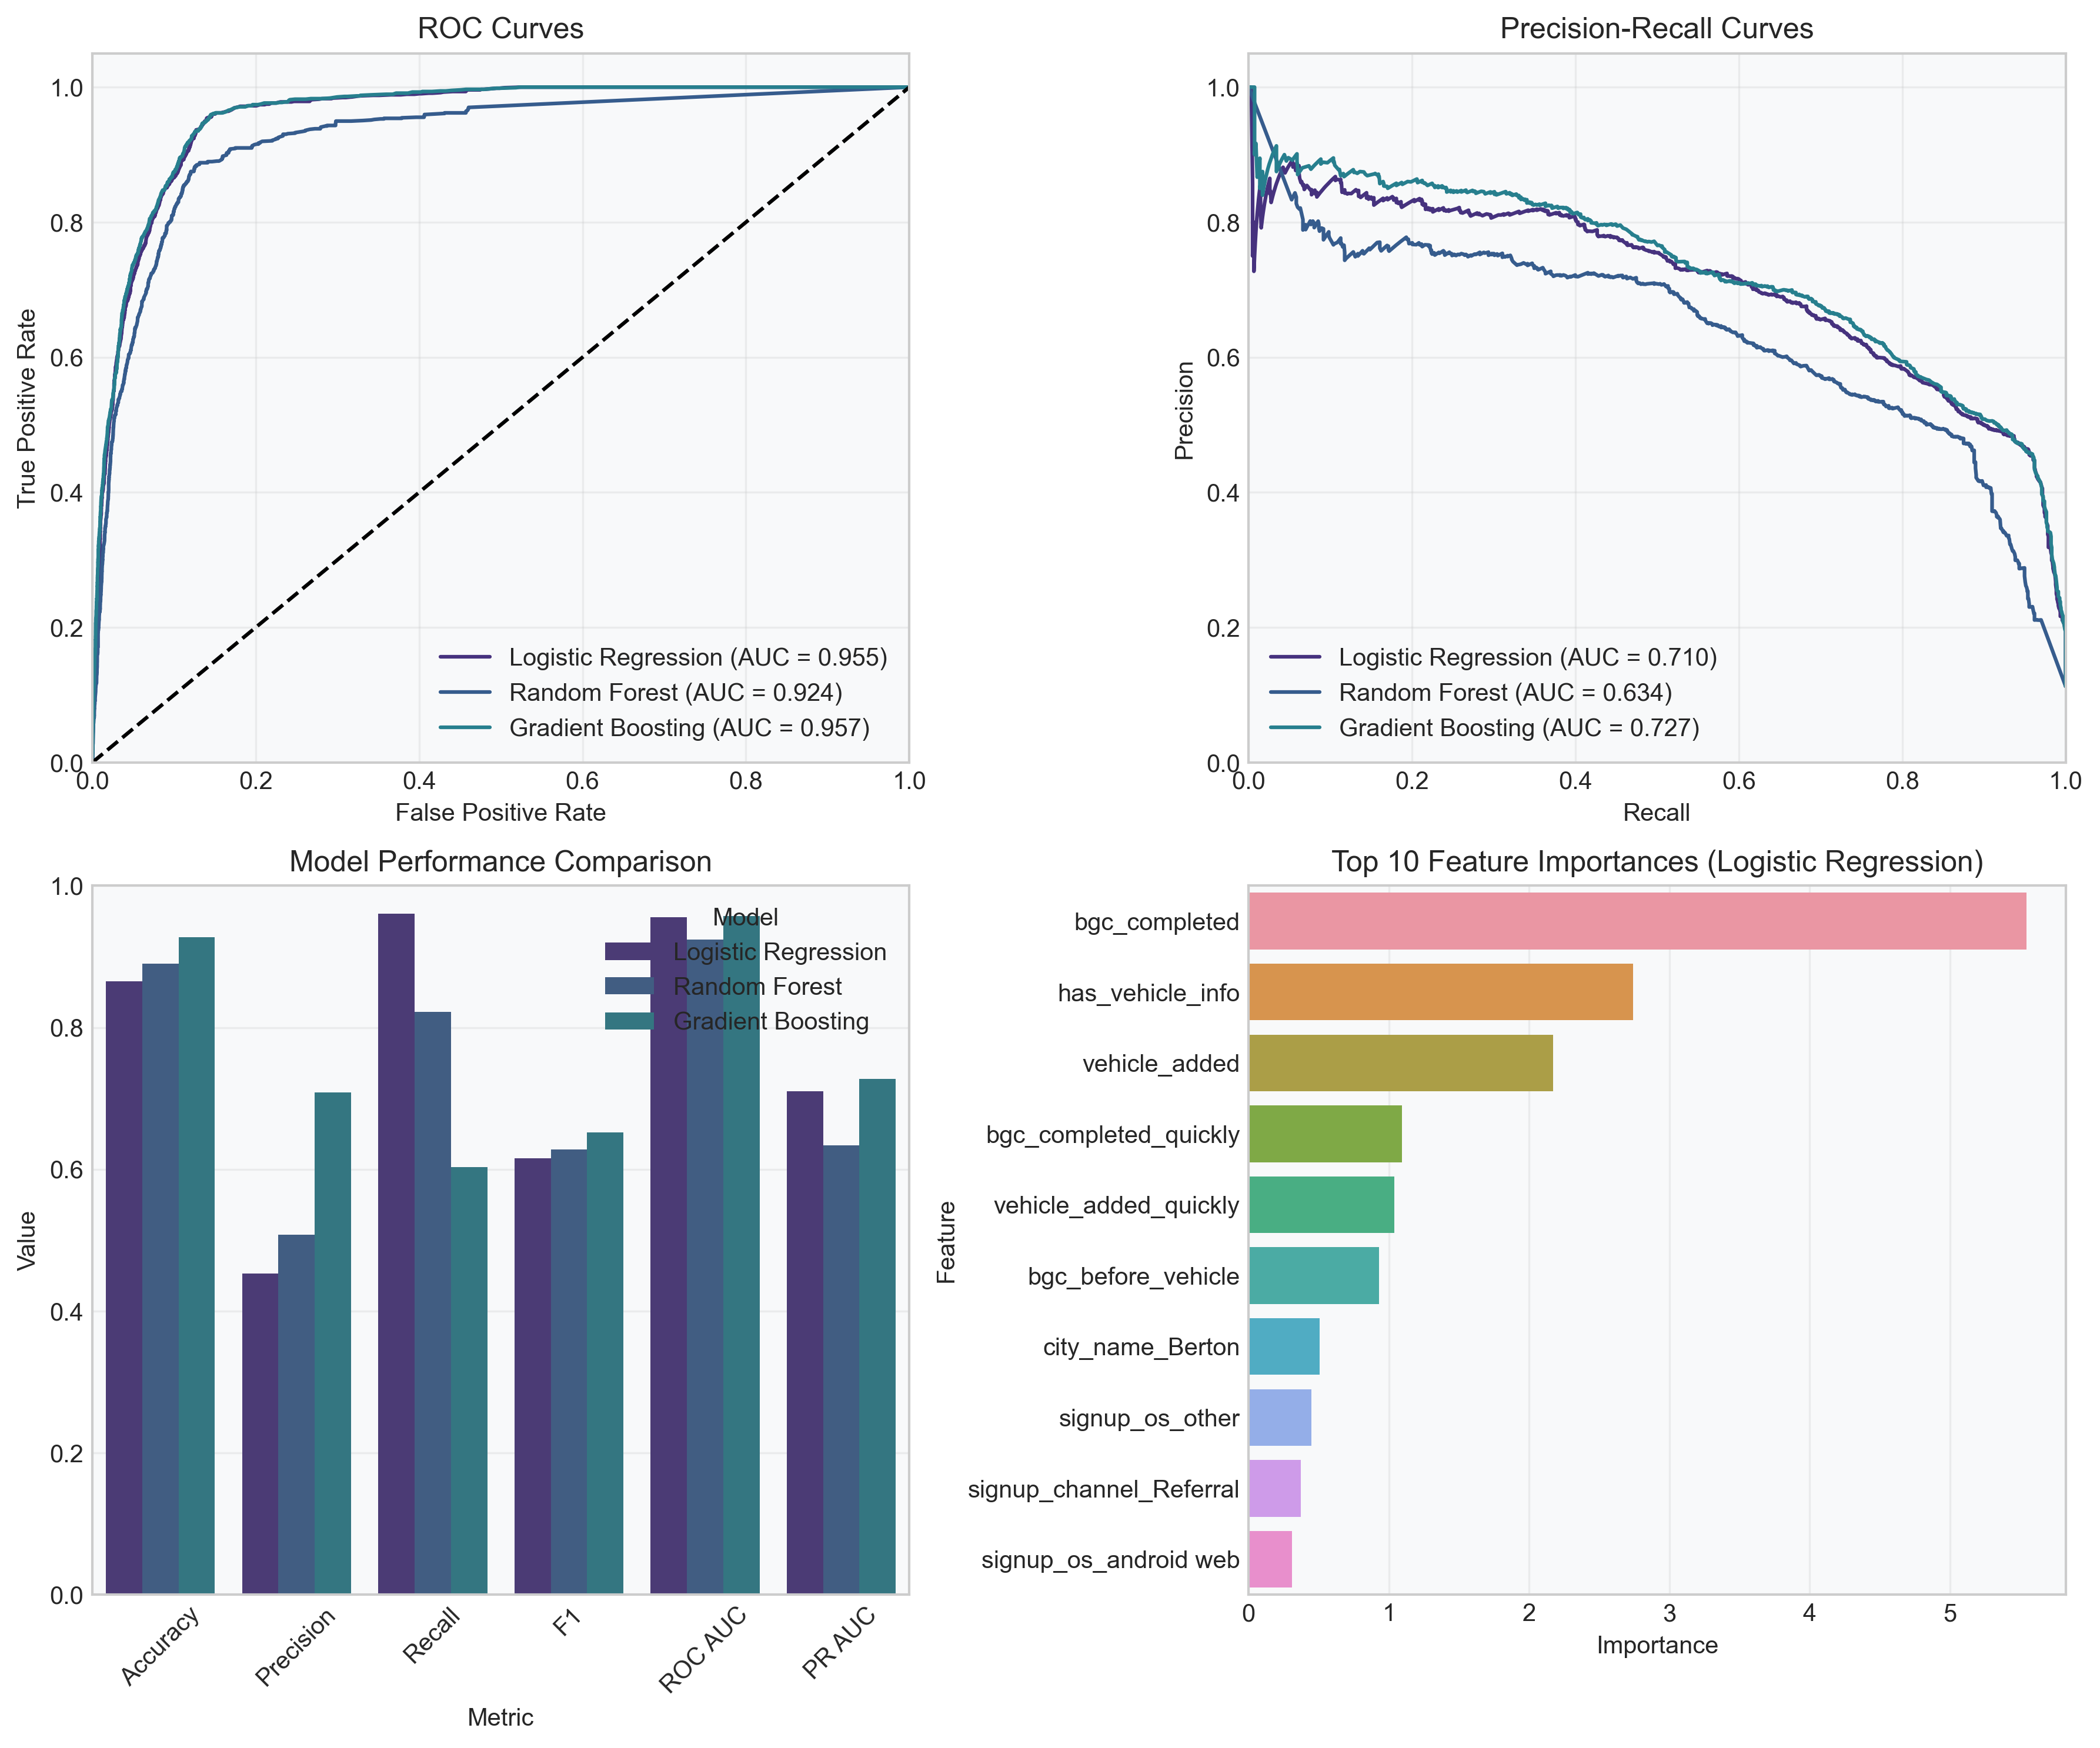 ROC Curves
True Positive Rate
1.0
0.8
0.6
0.4
0.2
0.0
0.0 0.2 0.4 0.6 0.8 1.0
False Positive Rate
Logistic Regression (AUC = 0.955)
Random Forest (AUC = 0.924)
Gradient Boosting (AUC = 0.957)
Precision-Recall Curves
Precision
1.0
0.8
0.6
0.4
0.2
0.0
0.0 0.2 0.4 0.6 0.8 1.0
Recall
Logistic Regression (AUC = 0.710)
Random Forest (AUC = 0.634)
Gradient Boosting (AUC = 0.727)
Model Performance Comparison
Value
1.0
0.8
0.6
0.4
0.2
0.0
Model
Logistic Regression
Random Forest
Gradient Boosting
Accuracy
Precision
Recall
F1
ROC AUC
PR AUC
Metric
Top 10 Feature Importances (Logistic Regression)
Feature
bgc_completed
has_vehicle_info
vehicle_added
bgc_completed_quickly
vehicle_added_quickly
bgc_before_vehicle
city_name_Berton
signup_os_other
signup_channel_Referral
signup_os_android web
0 1 2 3 4 5
Importance